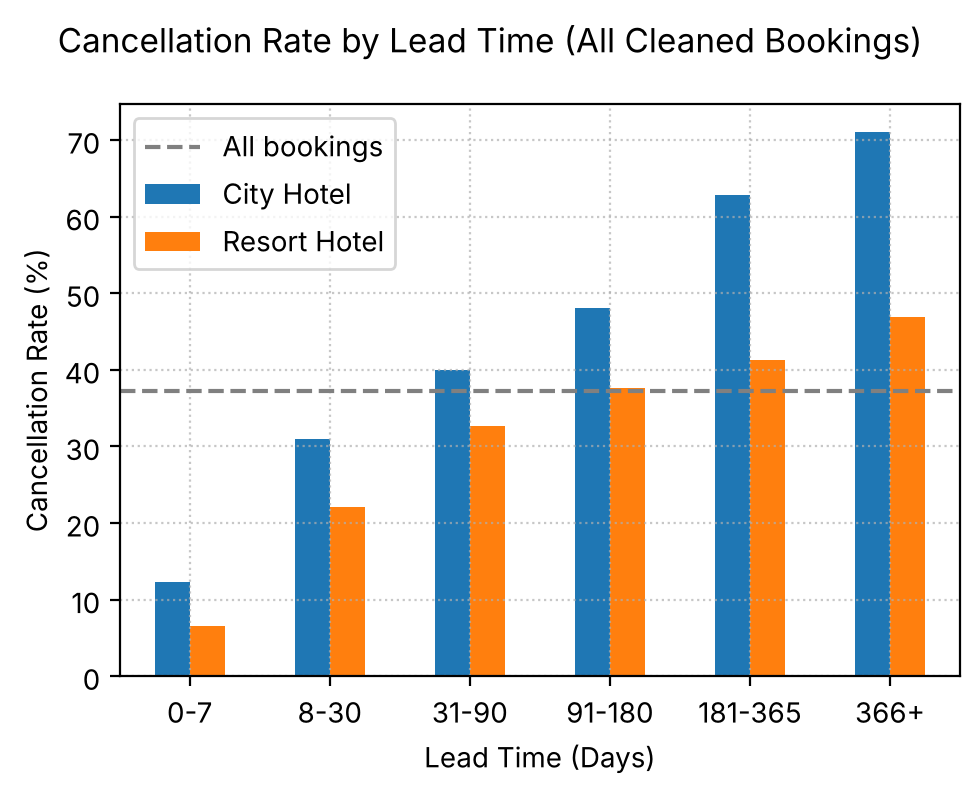 Cancellation Rate by Lead Time (All Cleaned Bookings)
All bookings
City Hotel
Resort Hotel
Cancellation Rate (%)
70
60
50
40
30
20
10
0
0-7
8-30
31-90
91-180
181-365
366+
Lead Time (Days)